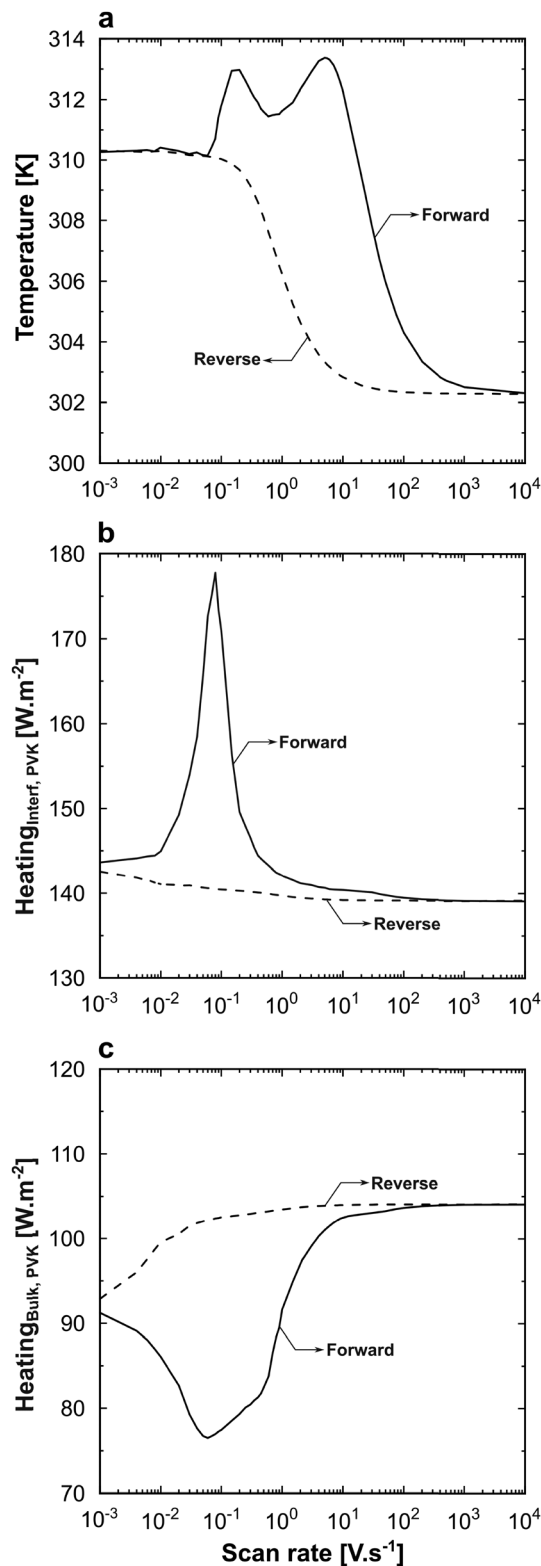 a
314
312
310
308
306
304
302
300
Temperature [K]
Forward
Reverse
10-3 10-2 10-1 100 101 102 103 104
b
180
170
160
150
140
130
HeatingInterf, PVK [W.m-2]
Forward
Reverse
10-3 10-2 10-1 100 101 102 103 104
c
120
110
100
90
80
70
HeatingBulk, PVK [W.m-2]
Reverse
Forward
10-3 10-2 10-1 100 101 102 103 104
Scan rate [V.s-1]